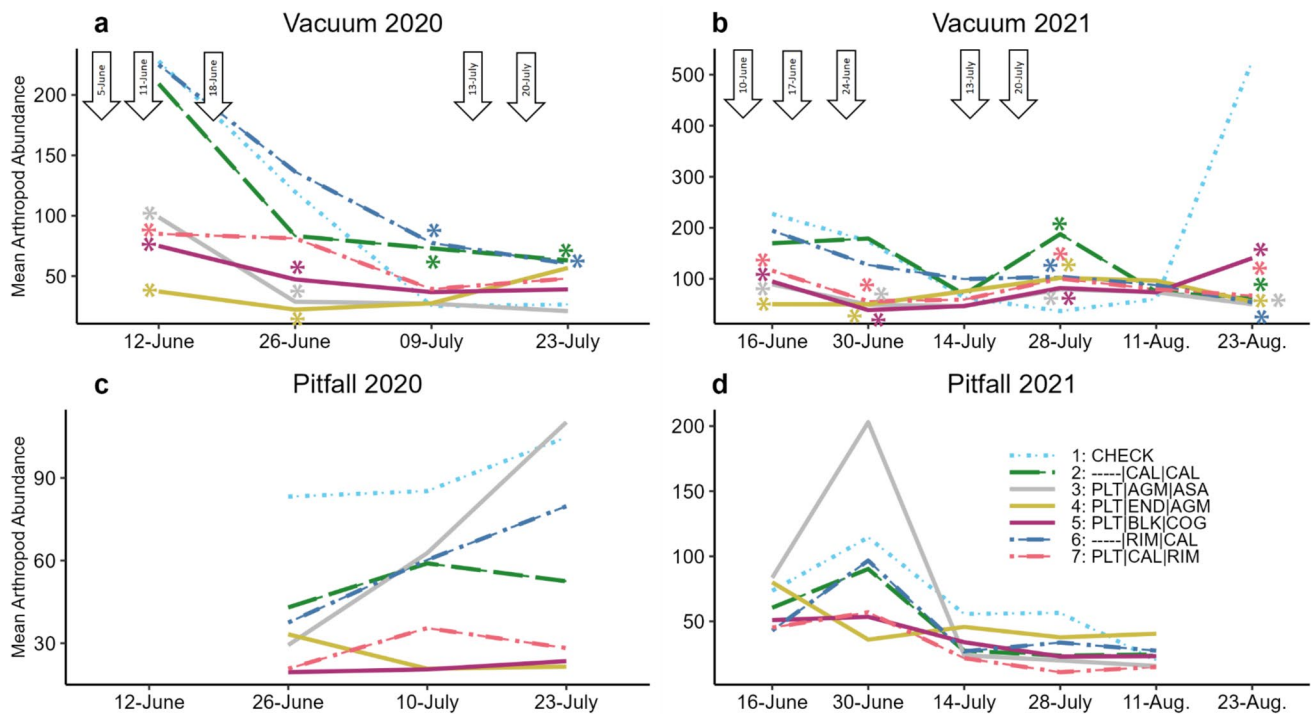 a Vacuum 2020
5-June
11-June
18-June
13-July
20-July
Mean Arthropod Abundance
200
150
100
50
* * * * * * * * * * *
12-June 26-June 09-July 23-July
b Vacuum 2021
10-June
17-June
24-June
13-July
20-July
Mean Arthropod Abundance
500
400
300
200
100
12-June
16-June 30-June 14-July 28-July 11-Aug. 23-Aug.
c Pitfall 2020
Mean Arthropod Abundance
90
60
30
12-June 26-June 10-July 23-July
d Pitfall 2021
200
150
100
50
1: CHECK
2: -----|CAL|CAL
3: PLT|AGM|ASA
4: PLT|END|AGM
5: PLT|BLK|COG
6: -----|RIM|CAL
7: PLT|CAL|RIM
16-June 30-June 14-July 28-July 11-Aug. 23-Aug.